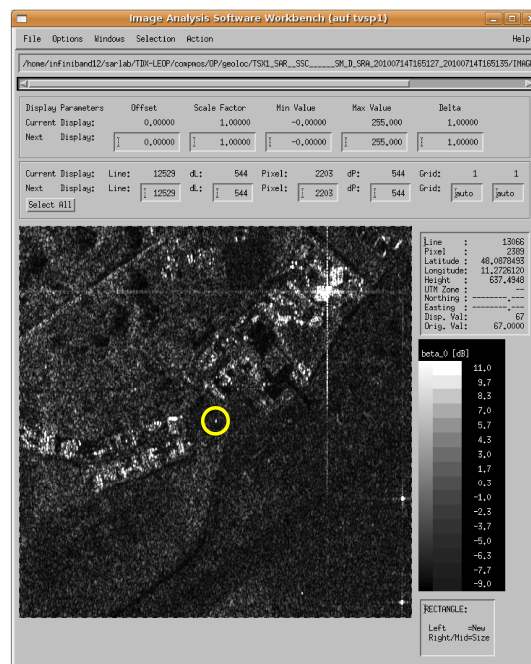 Image Analysis Software Workbench (auf tvsp1)
File Options Windows Selection Action Help
/home/infiniband12/sarlab/TDX-LEOP/compmos/OP/geoloc/TSX1_SAR__SSC______SM_D_SRA_20100714T165127_20100714T165135/IMAGE
Display Parameters Offset Scale Factor Min Value Max Value Delta
Current Display: 0.00000 1.00000 -0.00000 255.000 1.00000
Next Display: 0.00000 1.00000 -0.00000 255.000 1.00000
Current Display: Line: 12529 dL: 544 Pixel: 2203 dP: 544 Grid: 1 1
Next Display: Line: 12529 dL: 544 Pixel: 2203 dP: 544 Grid: auto auto
Select All
Line : 13066
Pixel : 2389
Latitude : 48.0878493
Longitude: 11.2726120
Height : 637.4948
UTM Zone : --
Northing : --------.---
Easting : --------.---
Disp. Val: 67
Orig. Val: 67.0000
beta_0 [dB]
11.0
9.7
8.3
7.0
5.7
4.3
3.0
1.7
0.3
-1.0
-2.3
-3.7
-5.0
-6.3
-7.7
-9.0
RECTANGLE:
Left =New
Right/Mid=Size